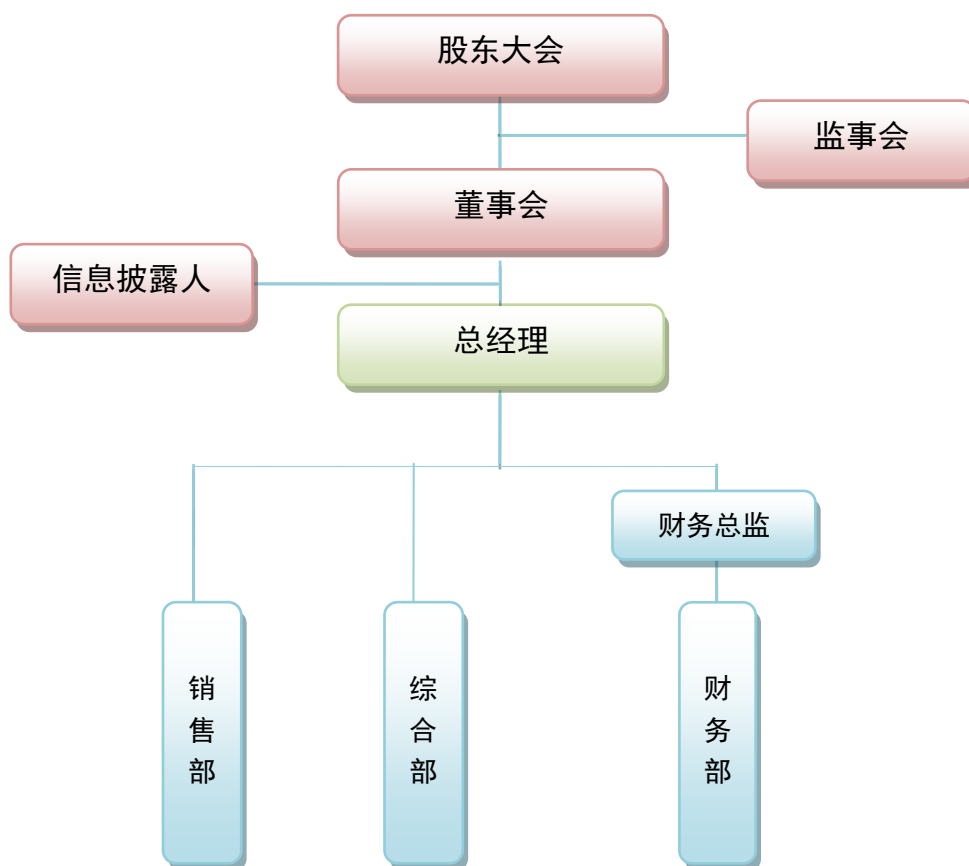 股东大会
监事会
董事会
信息披露人
总经理
财务总监
销售部
综合部
财务部